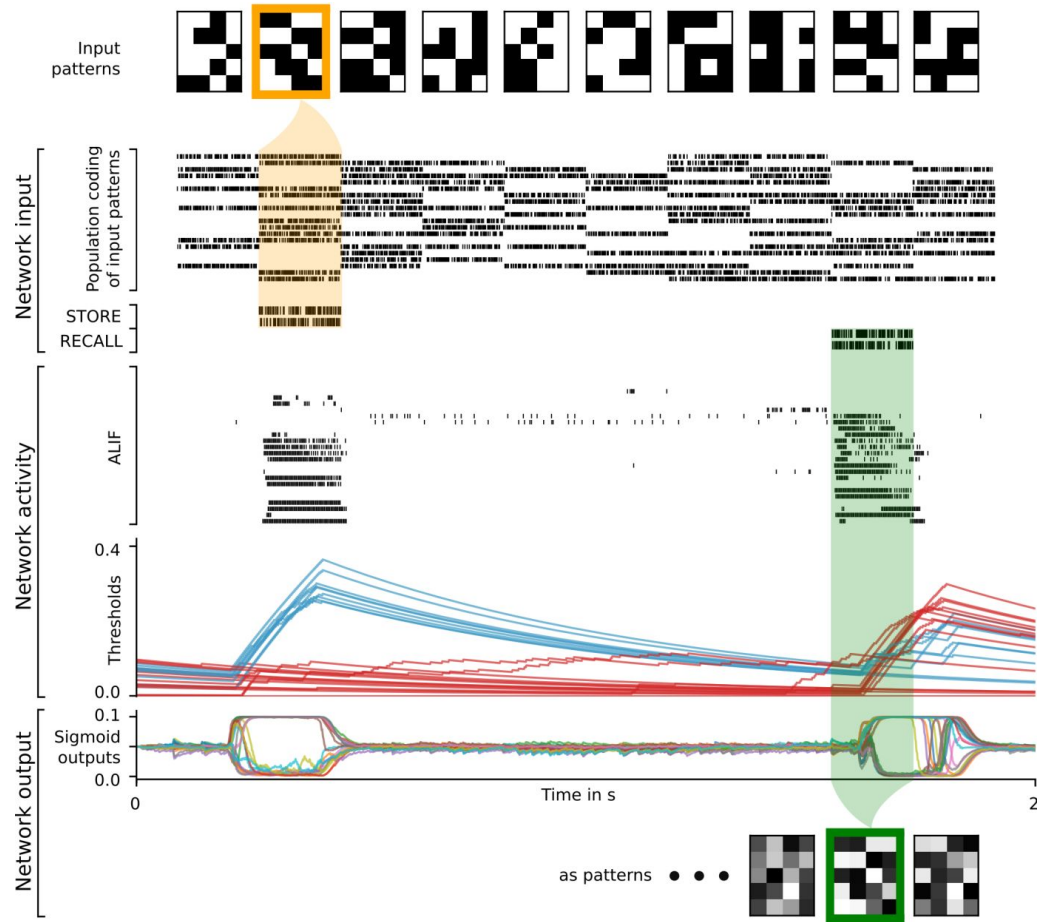 Input
patterns
Network input
Population coding
of input patterns
STORE
RECALL
Network activity
ALIF
0.4
Thresholds
0.0
Network output
0.1
Sigmoid
outputs
0.0
0
Time in s
2
as patterns